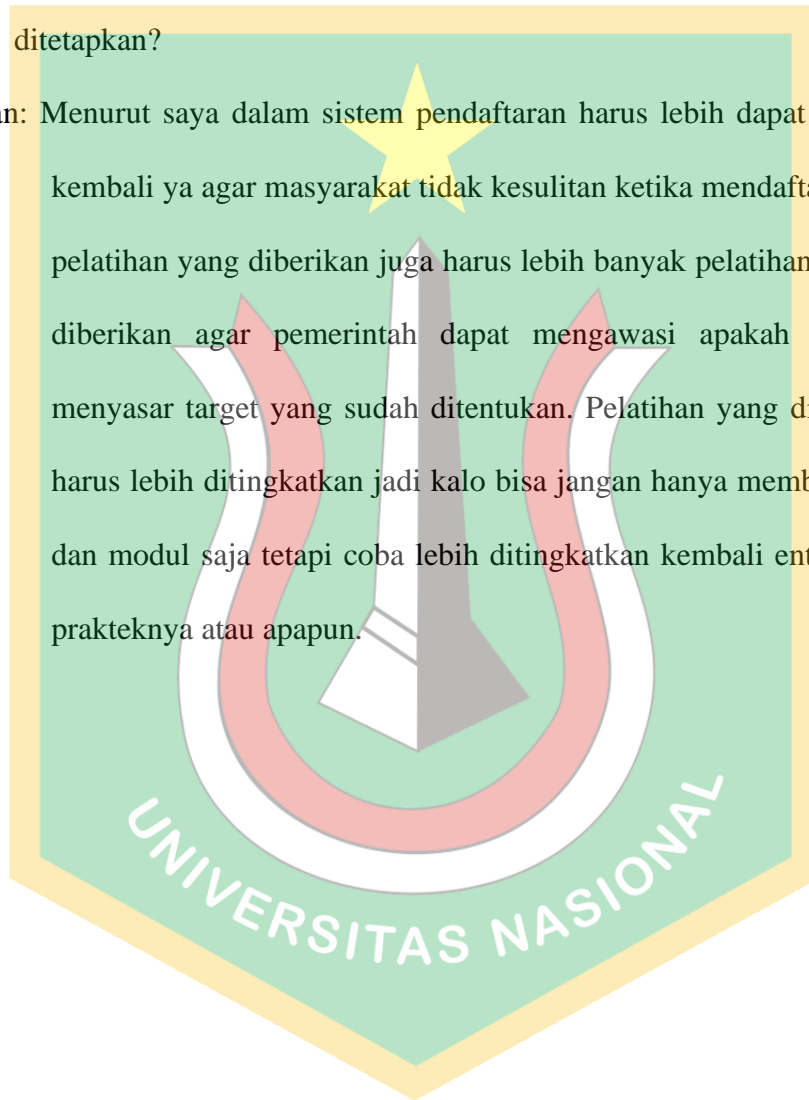 ditetapkan?
an: Menurut saya dalam sistem pendaftaran harus lebih dapat
kembali ya agar masyarakat tidak kesulitan ketika mendafta
pelatihan yang diberikan juga harus lebih banyak pelatihan
diberikan agar pemerintah dapat mengawasi apakah
menyasar target yang sudah ditentukan. Pelatihan yang di
harus lebih ditingkatkan jadi kalo bisa jangan hanya memb
dan modul saja tetapi coba lebih ditingkatkan kembali ent
prakteknya atau apapun.
UNIVERSITAS NASIONAL